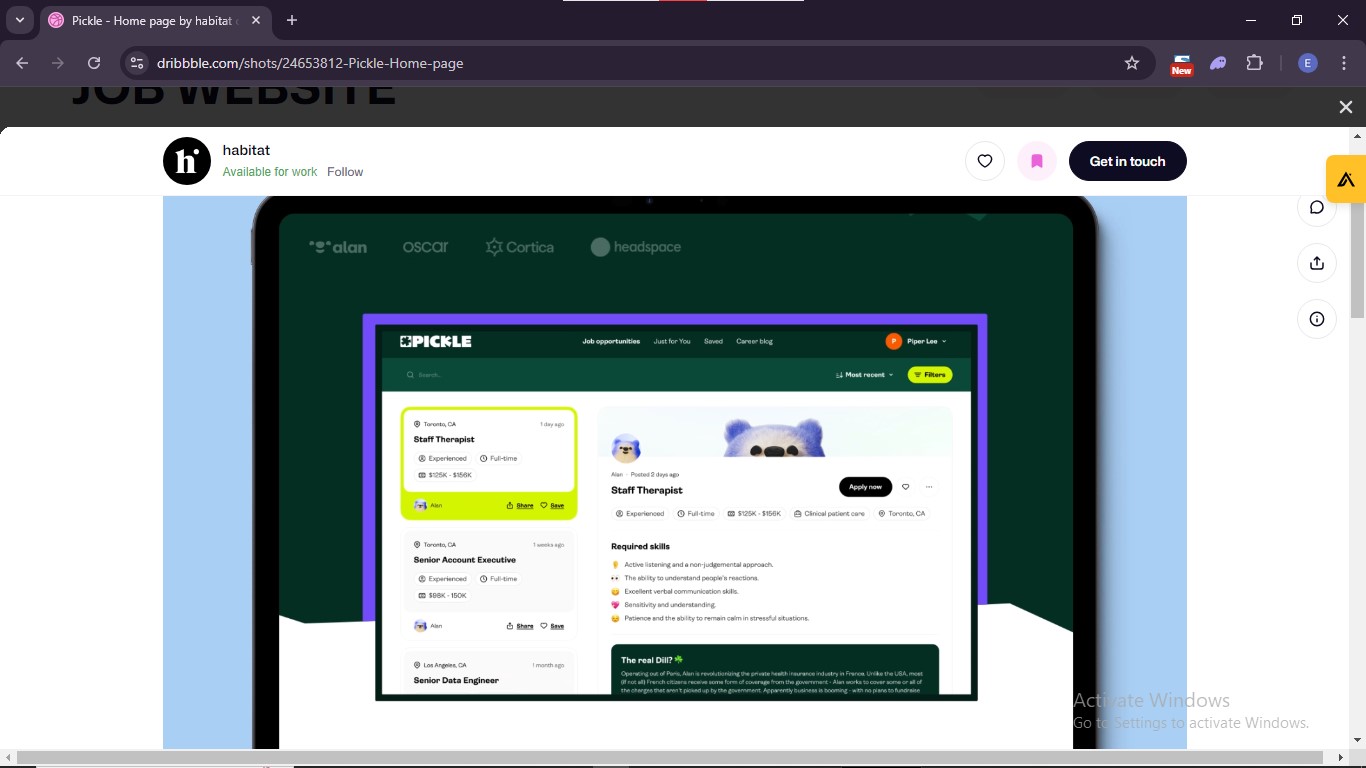 Pickle - Home page by habitat
dribbble.com/shots/24653812-Pickle-Home-page
New
E
JOB WEBSITE
h
habitat
Available for work Follow
Get in touch
alan oscar Cortica headspace
PICKLE
Job opportunities Just for You Saved Career blog
P Piper Lee
Search...
Most recent
Filters
Toronto, CA 1 day ago
Staff Therapist
Experienced Full-time
$125K - $156K
Alan Share Save
Toronto, CA 1 weeks ago
Senior Account Executive
Experienced Full-time
$98K - 150K
Alan Share Save
Los Angeles, CA 1 month ago
Senior Data Engineer
Alan · Posted 2 days ago
Staff Therapist
Apply now
Experienced Full-time $125K - $156K Clinical patient care Toronto, CA
Required skills
Active listening and a non-judgemental approach.
The ability to understand people's reactions.
Excellent verbal communication skills.
Sensitivity and understanding.
Patience and the ability to remain calm in stressful situations.
The real Dill?
Operating out of Paris, Alan is revolutionizing the private health insurance industry in France. Unlike the USA, most
(if not all) French citizens receive some form of coverage from the government - Alan works to cover some or all of
the charges that aren't picked up by the government. Apparently business is booming - with no plans to fundraise
Activate Windows
Go to Settings to activate Windows.